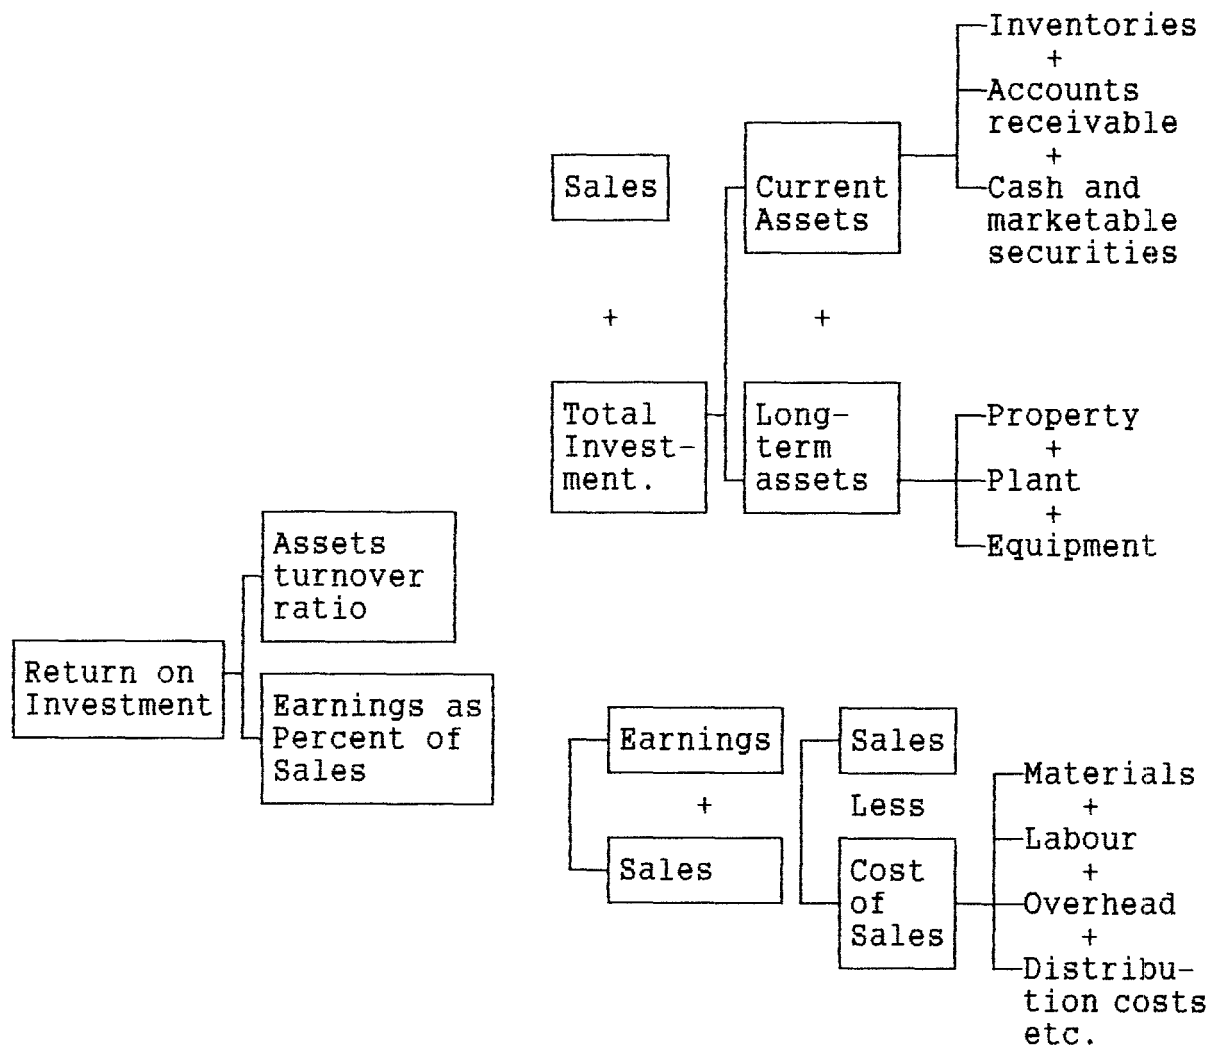 Inventories
+
Accounts
receivable
+
Cash and
marketable
securities
Sales
Current
Assets
+
+
Total
Invest-
ment.
Long-
term
assets
Property
+
Plant
+
Equipment
Assets
turnover
ratio
Return on
Investment
Earnings as
Percent of
Sales
Earnings
+
Sales
Sales
Less
Cost
of
Sales
Materials
+
Labour
+
Overhead
+
Distribu-
tion costs
etc.